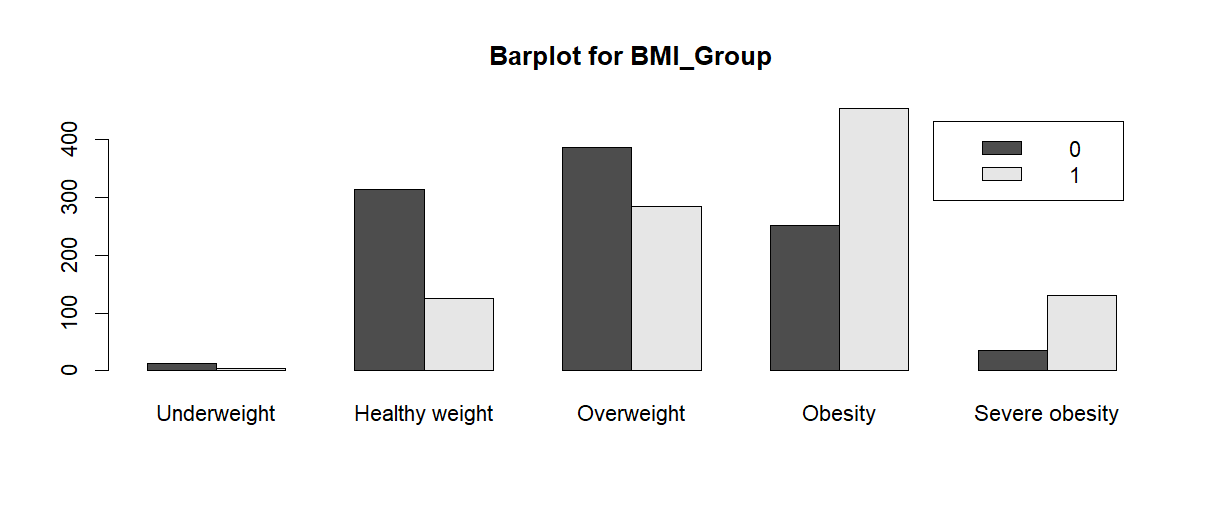 Barplot for BMI_Group
400
300
200
100
0
0
1
Underweight
Healthy weight
Overweight
Obesity
Severe obesity